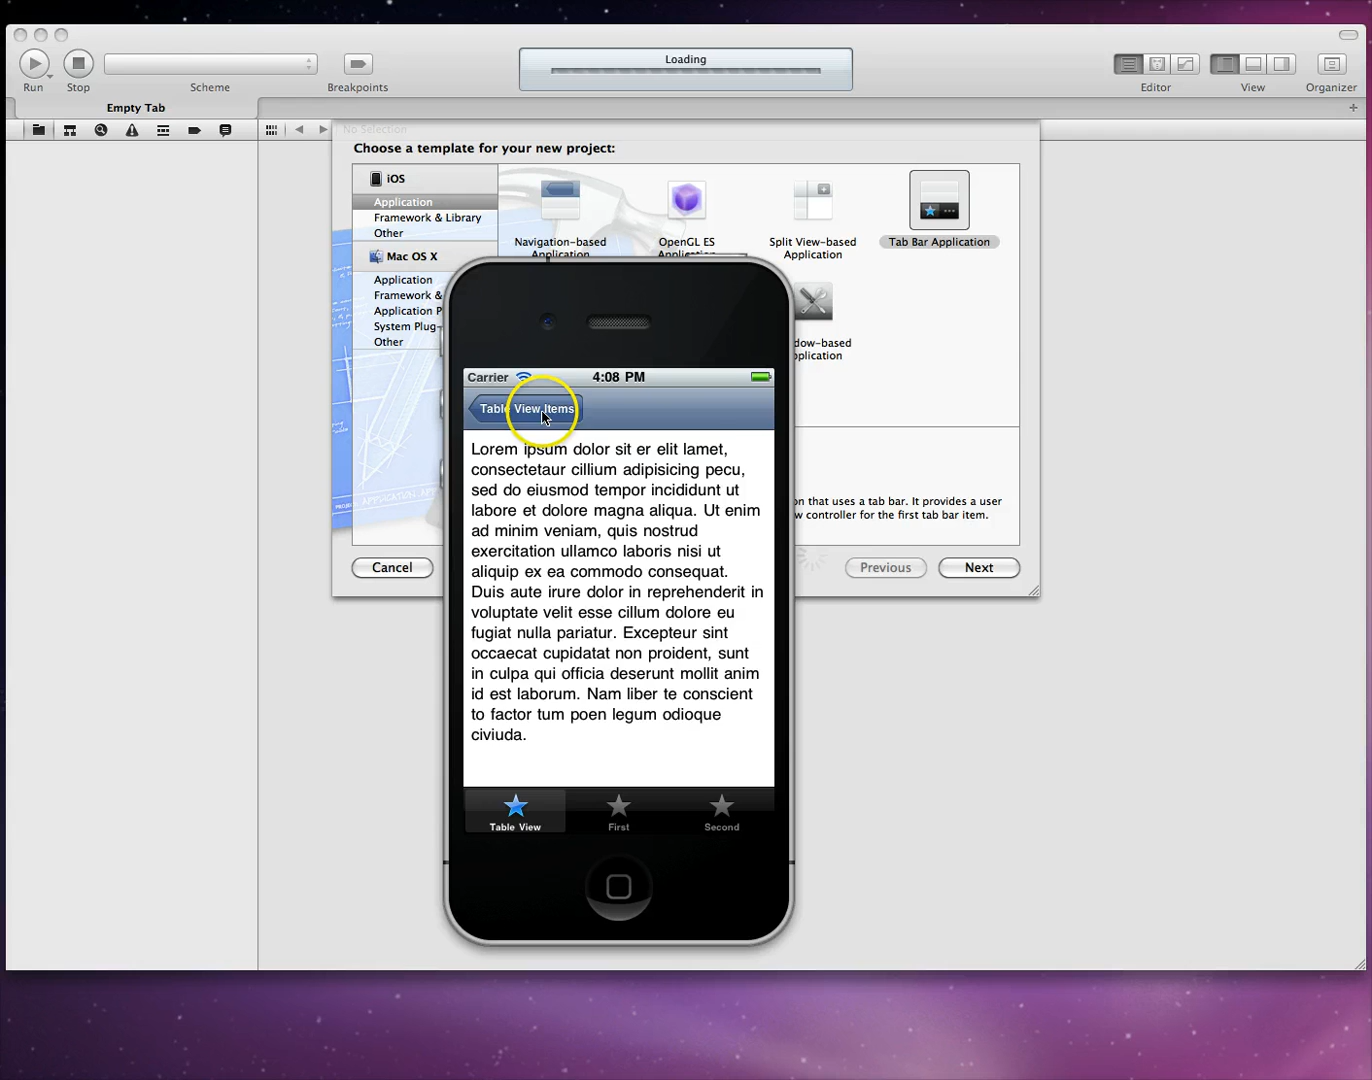 Loading
Run
Stop
Scheme
Breakpoints
Editor
View
Organizer
Empty Tab
No Selection
Choose a template for your new project:
iOS
Application
Framework & Library
Other
Mac OS X
Application
Framework &
Application P
System Plug-
Other
Navigation-based
Application
OpenGL ES
Application
Split View-based
Application
Tab Bar Application
dow-based
plication
on that uses a tab bar. It provides a user
w controller for the first tab bar item.
Cancel
Previous
Next
Carrier
4:08 PM
Table View Items
Lorem ipsum dolor sit er elit lamet,
consectetaur cillium adipisicing pecu,
sed do eiusmod tempor incididunt ut
labore et dolore magna aliqua. Ut enim
ad minim veniam, quis nostrud
exercitation ullamco laboris nisi ut
aliquip ex ea commodo consequat.
Duis aute irure dolor in reprehenderit in
voluptate velit esse cillum dolore eu
fugiat nulla pariatur. Excepteur sint
occaecat cupidatat non proident, sunt
in culpa qui officia deserunt mollit anim
id est laborum. Nam liber te conscient
to factor tum poen legum odioque
civiuda.
Table View
First
Second